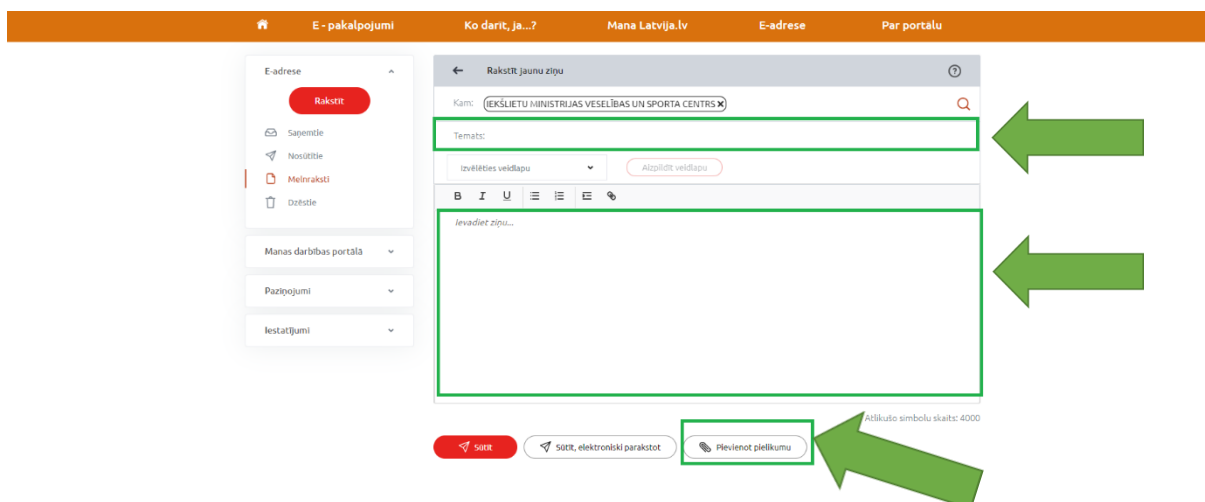 E - pakalpojumi Ko darīt, ja...? Mana Latvija.lv E-adrese Par portālu
E-adrese
Rakstīt
Saņemtie
Nosūtītie
Melnraksti
Dzēstie
Manas darbības portālā
Paziņojumi
Iestatījumi
Rakstīt jaunu ziņu
Kam: IEKŠLIETU MINISTRIJAS VESELĪBAS UN SPORTA CENTRS
Temats:
Izvēlēties veidlapu Aizpildīt veidlapu
B I U
Ievadiet ziņu...
Atlikušo simbolu skaits: 4000
Sūtīt Sūtīt, elektroniski parakstot Pievienot pielikumu